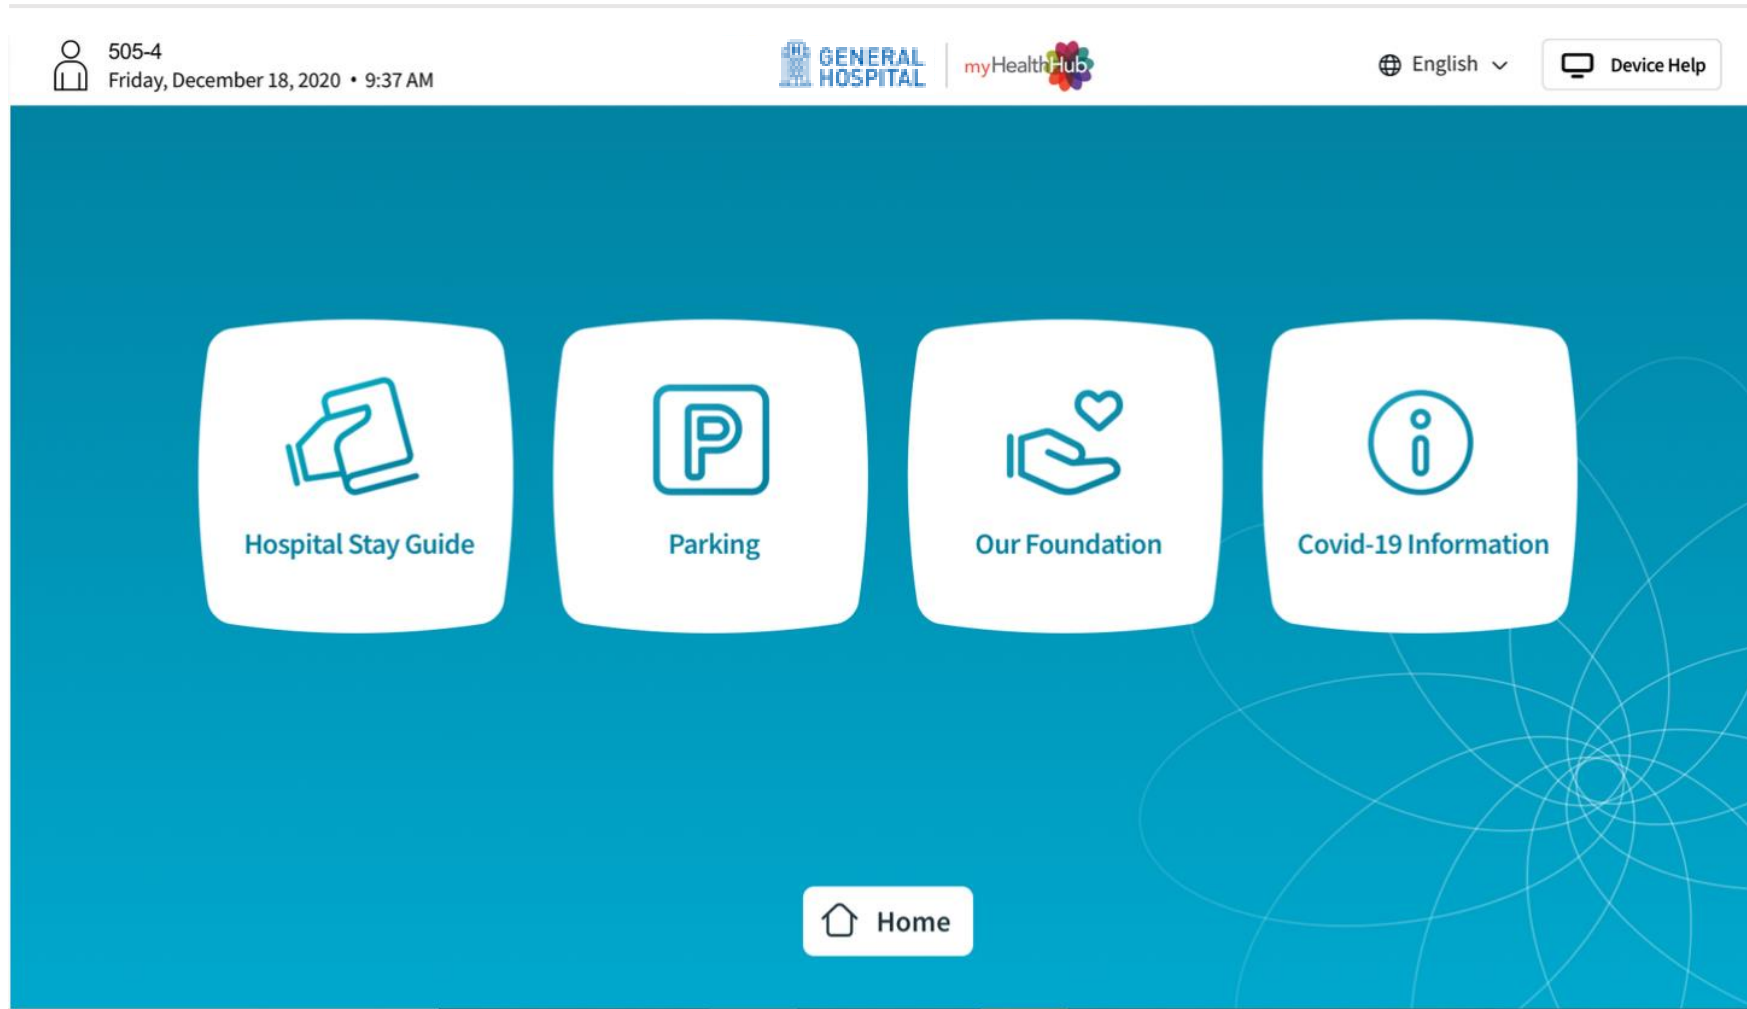 505-4
Friday, December 18, 2020 • 9:37 AM
GENERAL
HOSPITAL
myHealthHub
English
Device Help
P
Hospital Stay Guide
Parking
Our Foundation
Covid-19 Information
Home